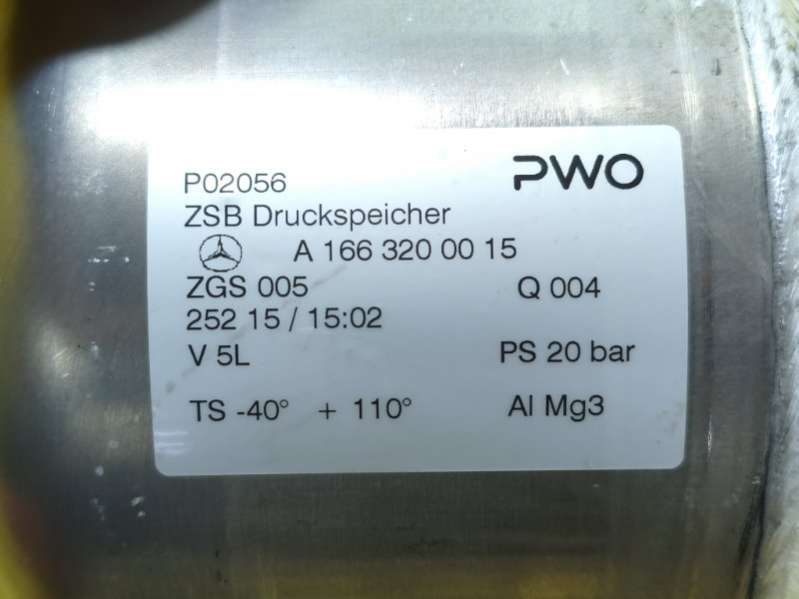 PWO
P02056
ZSB Druckspeicher
A 166 320 00 15
ZGS 005 Q 004
252 15 / 15:02
V 5L PS 20 bar
TS -40° + 110° Al Mg3